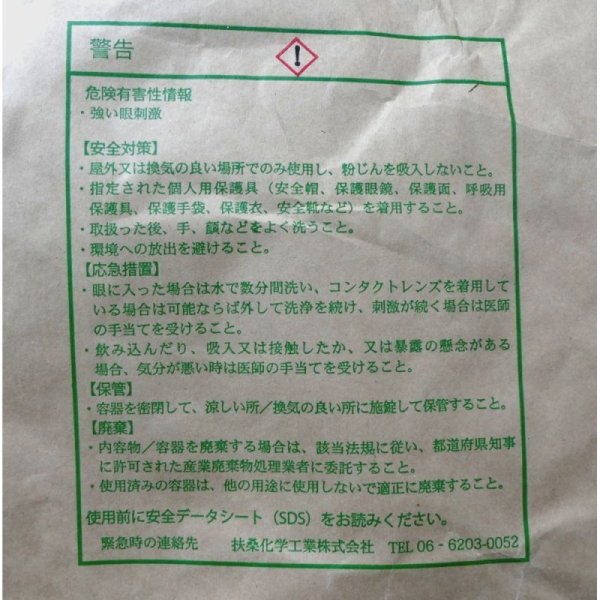 警告
危険有害性情報
・強い眼刺激
【安全対策】
・屋外又は換気の良い場所でのみ使用し、粉じんを吸入しないこと。
・指定された個人用保護具（安全帽、保護眼鏡、保護面、呼吸用
保護具、保護手袋、保護衣、安全靴など）を着用すること。
・取扱った後、手、顔などをよく洗うこと。
・環境への放出を避けること。
【応急措置】
・眼に入った場合は水で数分間洗い、コンタクトレンズを着用して
いる場合は可能ならば外して洗浄を続け、刺激が続く場合は医師
の手当てを受けること。
・飲み込んだり、吸入又は接触したか、又は暴露の懸念がある
場合、気分が悪い時は医師の手当てを受けること。
【保管】
・容器を密閉して、涼しい所／換気の良い所に施錠して保管すること。
【廃棄】
・内容物／容器を廃棄する場合は、該当法規に従い、都道府県知事
に許可された産業廃棄物処理業者に委託すること。
・使用済みの容器は、他の用途に使用しないで適正に廃棄すること。
使用前に安全データシート（SDS）をお読みください。
緊急時の連絡先 扶桑化学工業株式会社 TEL 06 - 6203-0052